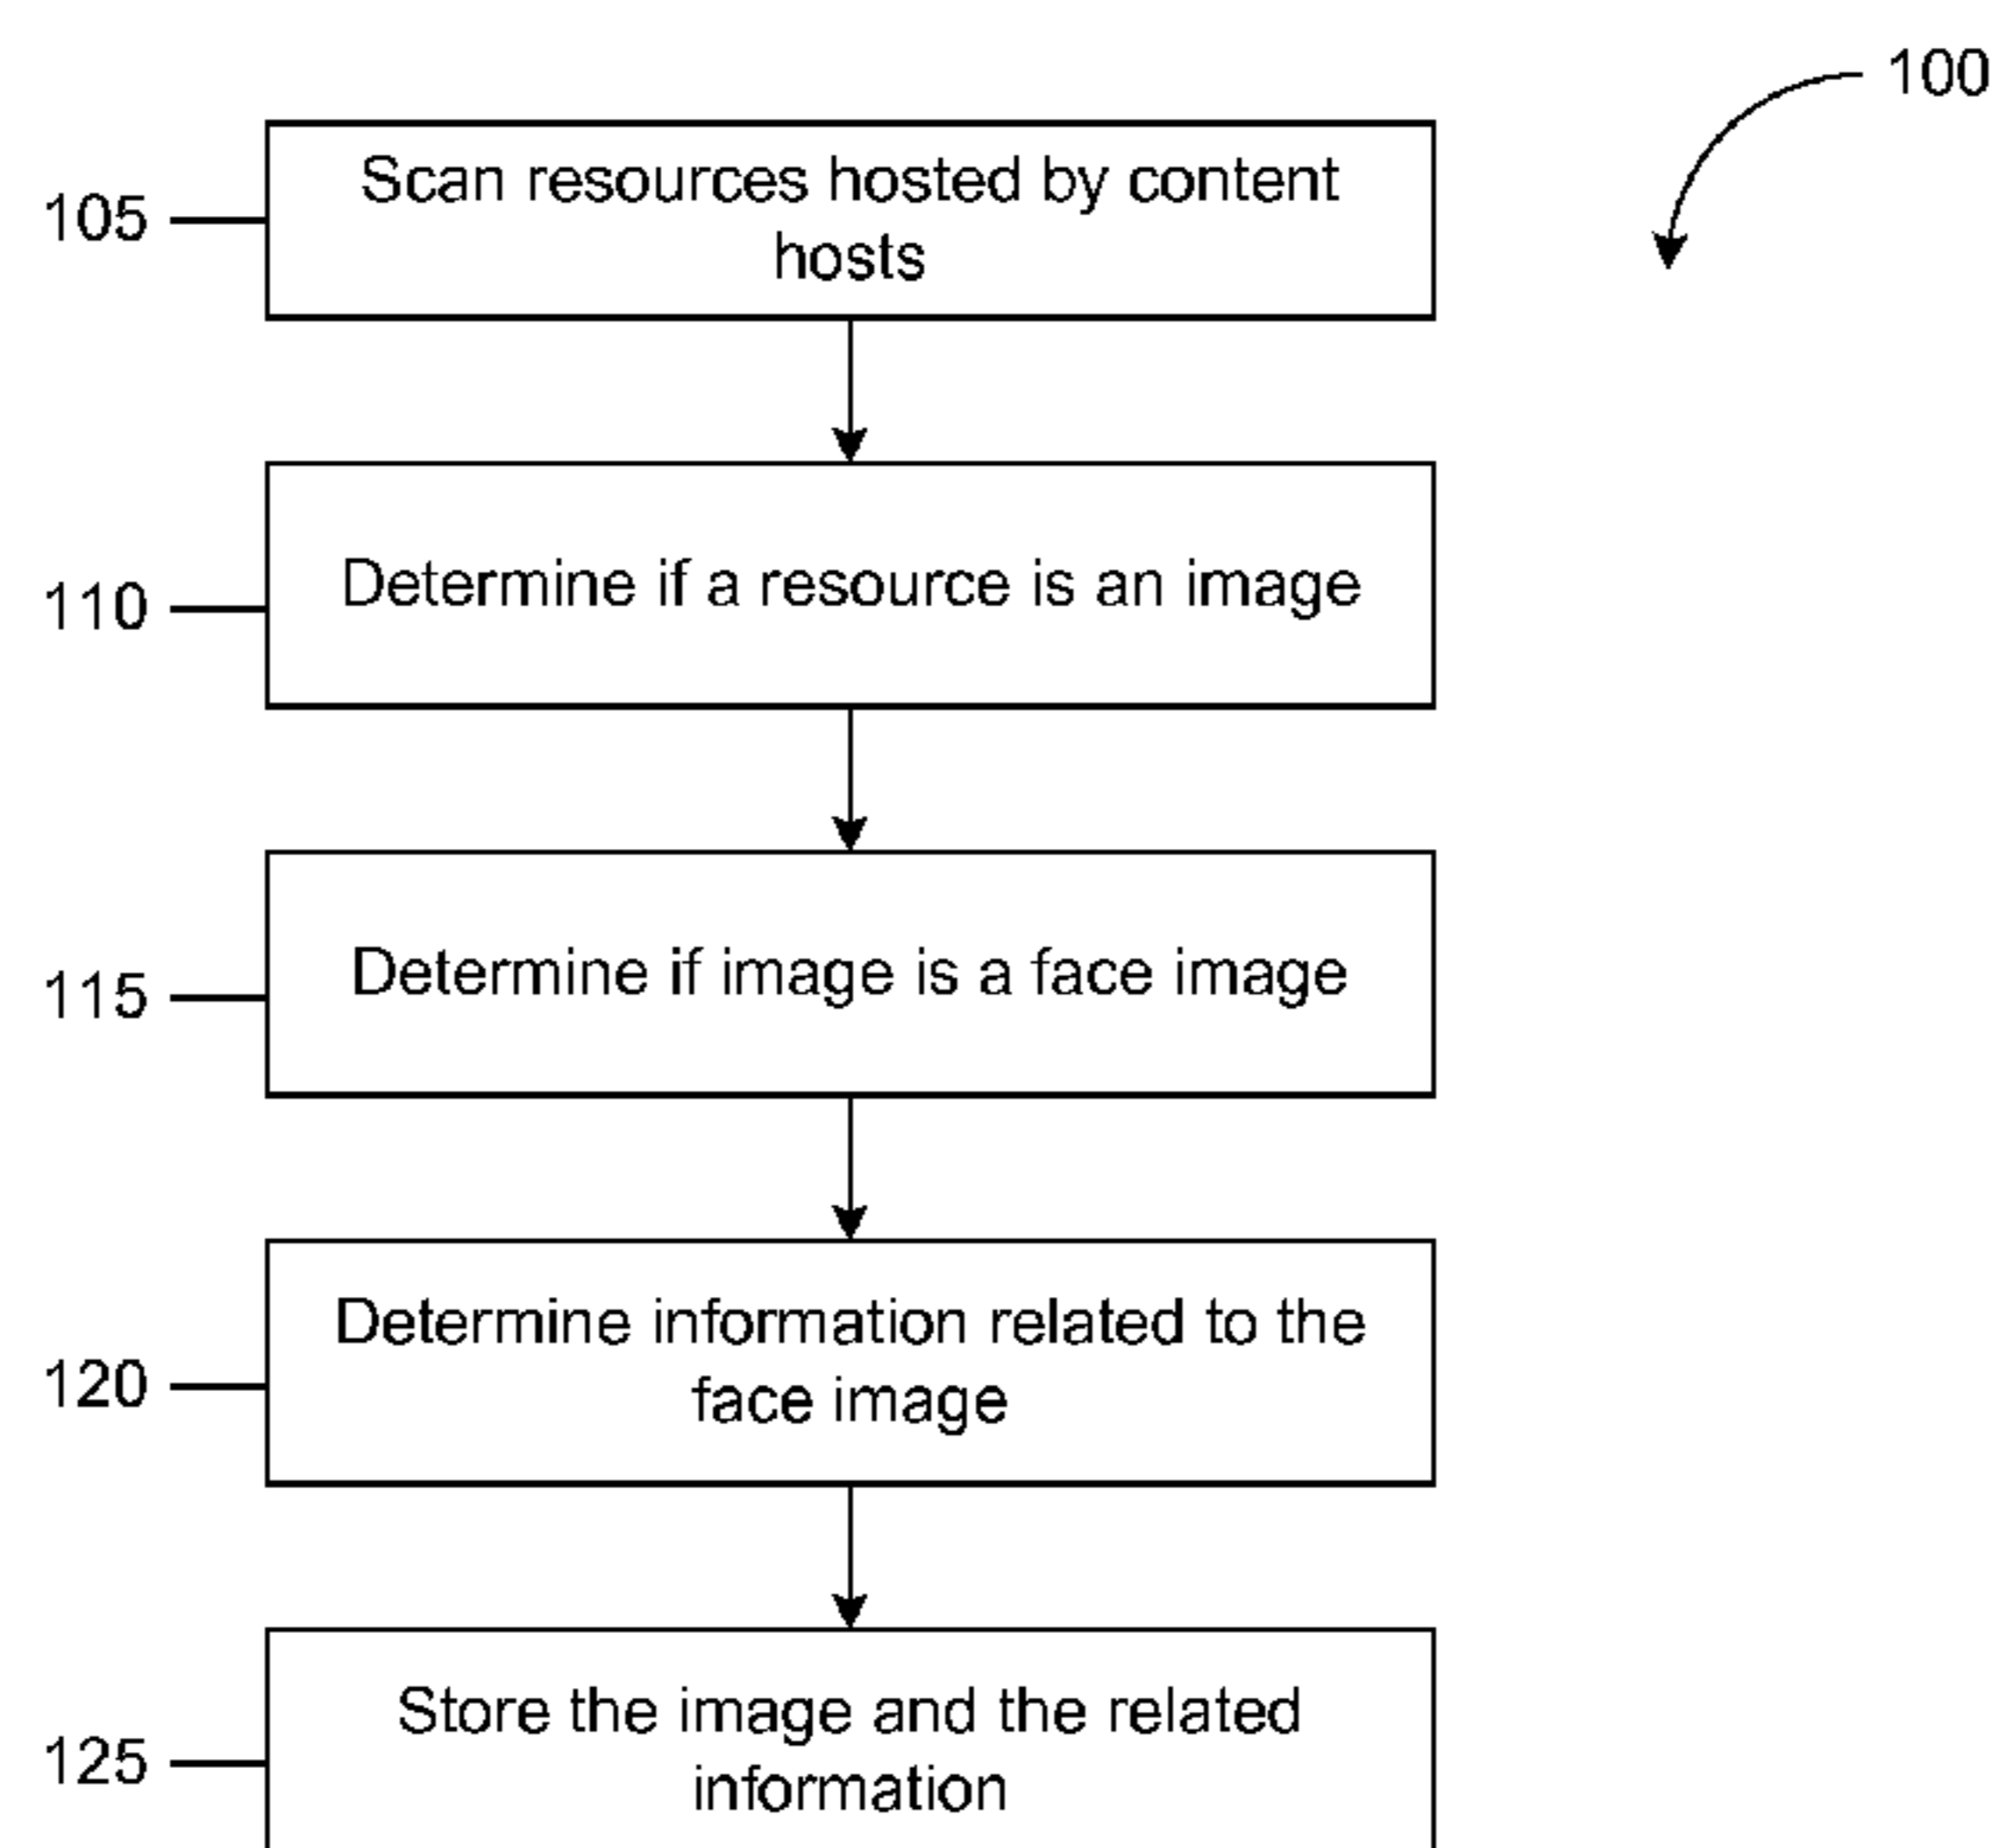 100
105
Scan resources hosted by content
hosts
110
Determine if a resource is an image
115
Determine if image is a face image
120
Determine information related to the
face image
125
Store the image and the related
information